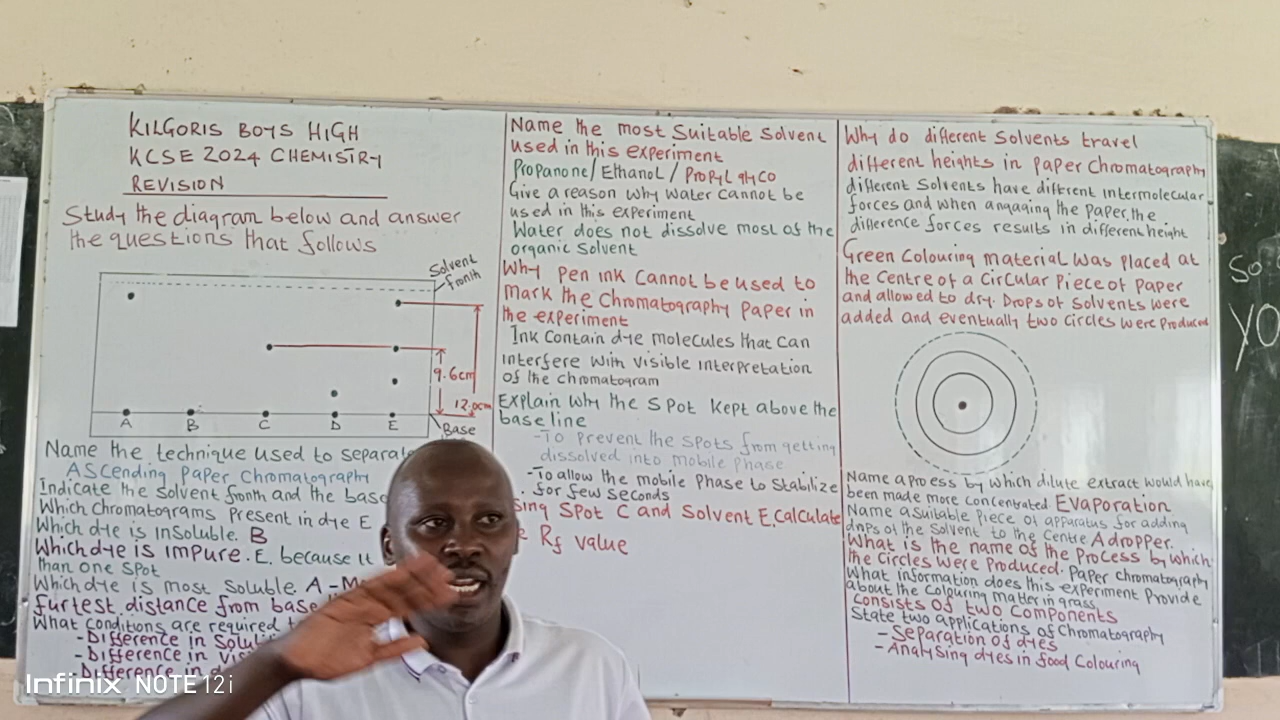 KILGORIS BOYS HIGH
KCSE 2024 CHEMISTRY
REVISION
Study the diagram below and answer
the questions that follows
Solvent
fronth
9.6cm
12.0cm
A B C D E
Base
Name the technique used to separate
Ascending Paper Chromatography
Indicate the solvent fronth and the base
Which Chromatograms present in dye E
Which dye is insoluble. B
Which dye is impure. E. because it
than one spot
Which dye is most soluble. A - M
furtest distance from base
What conditions are required
- Difference in
- Difference in
- Difference in
Name the most suitable solvent
used in this experiment
Propanone/Ethanol/Propyl
Give a reason why water cannot be
used in this experiment
Water does not dissolve most of the
organic solvent
Why pen ink cannot be used to
mark the chromatography paper in
the experiment
Ink contain dye molecules that can
interfere with visible interpretation
of the chromatogram
Explain why the spot kept above the
baseline
- To prevent the spots from getting
dissolved into mobile phase
- To allow the mobile phase to stabilize
for few seconds
sing spot C and solvent E, calculate
Rf value
Why do different solvents travel
different heights in paper chromatography
different solvents have diftrent intermolecular
forces and when angaging the paper, the
difference forces results in different height
Green colouring material was placed at
the centre of a circular piece of paper
and allowed to dry. Drops of solvents were
added and eventually two circles were produced
Name a process by which dilute extract would have
been made more concentrated. Evaporation
Name a suitable piece of apparatus for adding
drops of the solvent to the centre A dropper.
What is the name of the process by which
the circles were produced. Paper chromatography
What information does this experiment provide
about the colouring matter in grass
consists of two components
State two applications of chromatography
- Separation of dyes
- Analysing dyes in food colouring
So
YO
Infinix NOTE 12i